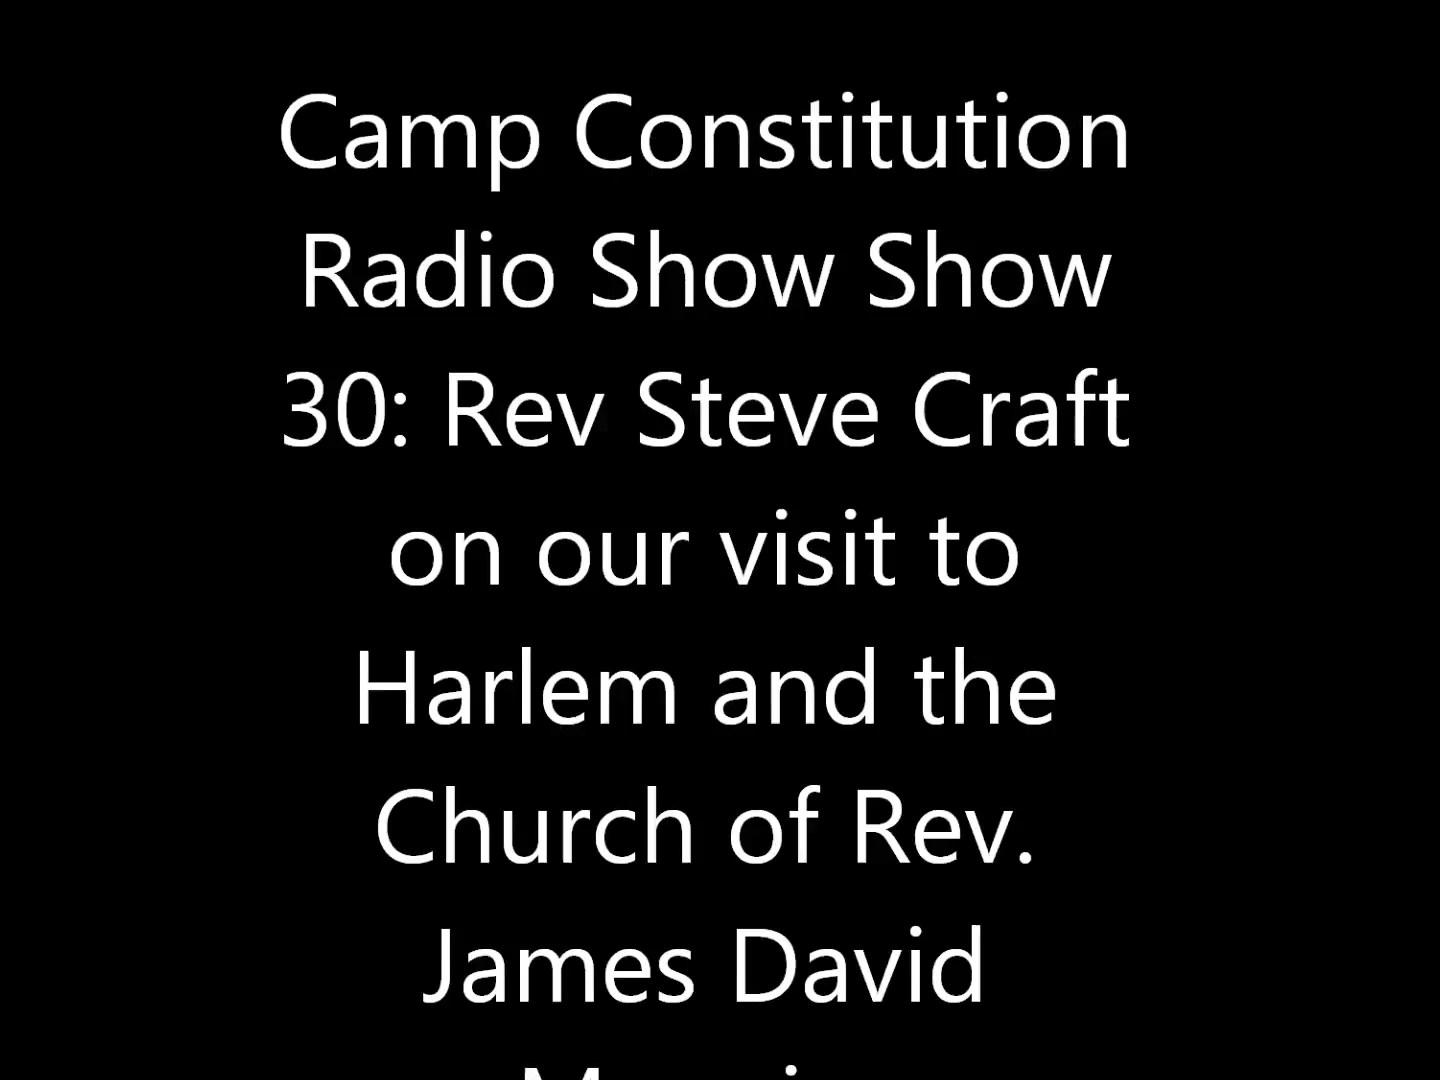 Camp Constitution
Radio Show Show
30: Rev Steve Craft
on our visit to
Harlem and the
Church of Rev.
James David